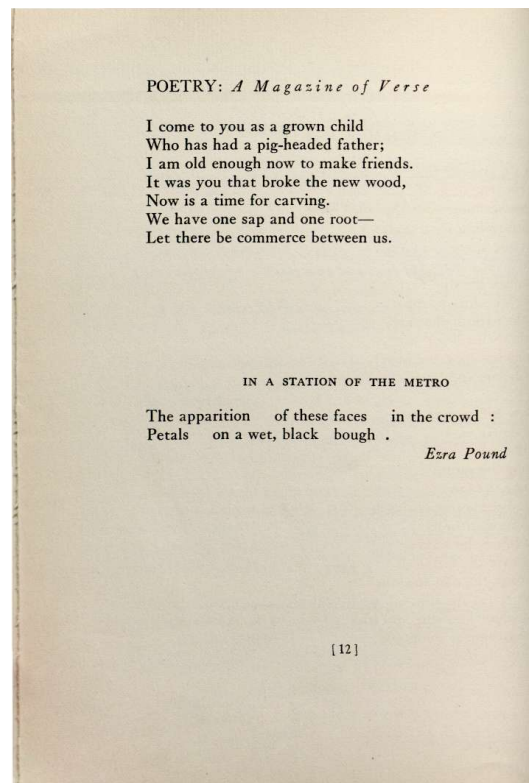 POETRY: A Magazine of Verse
I come to you as a grown child
Who has had a pig-headed father;
I am old enough now to make friends.
It was you that broke the new wood,
Now is a time for carving.
We have one sap and one root—
Let there be commerce between us.
IN A STATION OF THE METRO
The apparition of these faces in the crowd :
Petals on a wet, black bough .
Ezra Pound
[12]